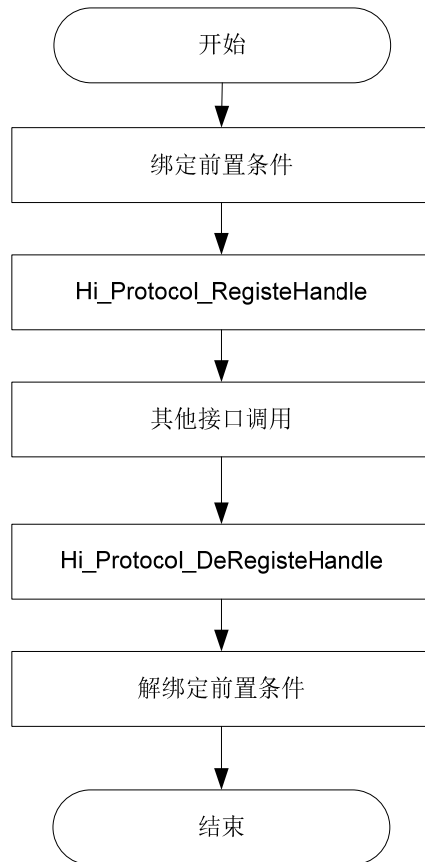 开始
绑定前置条件
Hi_Protocol_RegisteHandle
其他接口调用
Hi_Protocol_DeRegisteHandle
解绑定前置条件
结束